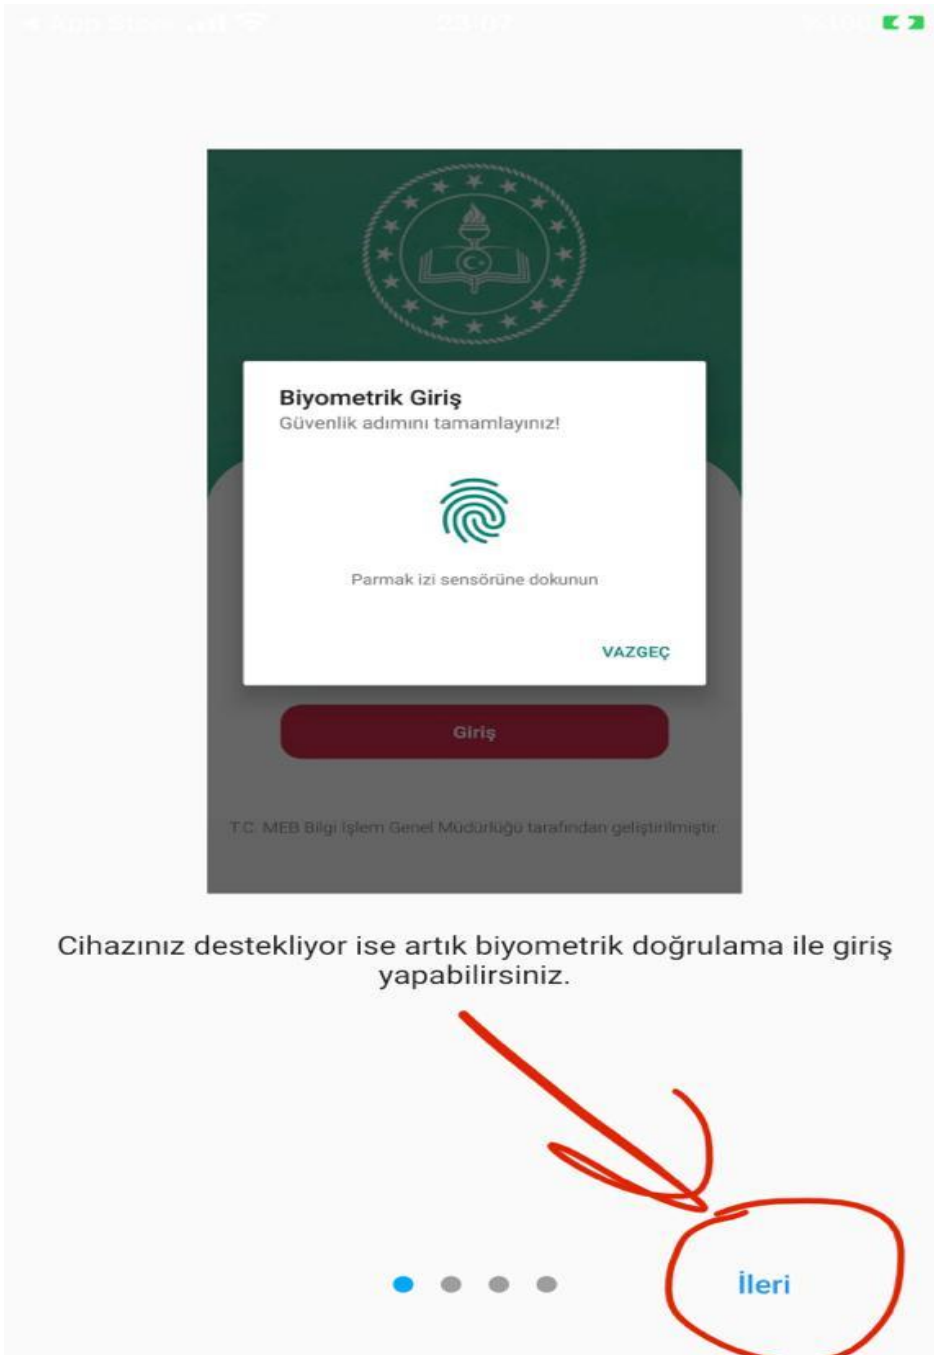 Biyometrik Giriş
Güvenlik adımını tamamlayınız!
Parmak izi sensörüne dokunun
VAZGEÇ
Giriş
T.C. MEB Bilgi İşlem Genel Müdürlüğü tarafından geliştirilmiştir.
Cihazınız destekliyor ise artık biyometrik doğrulama ile giriş
yapabilirsiniz.
İleri